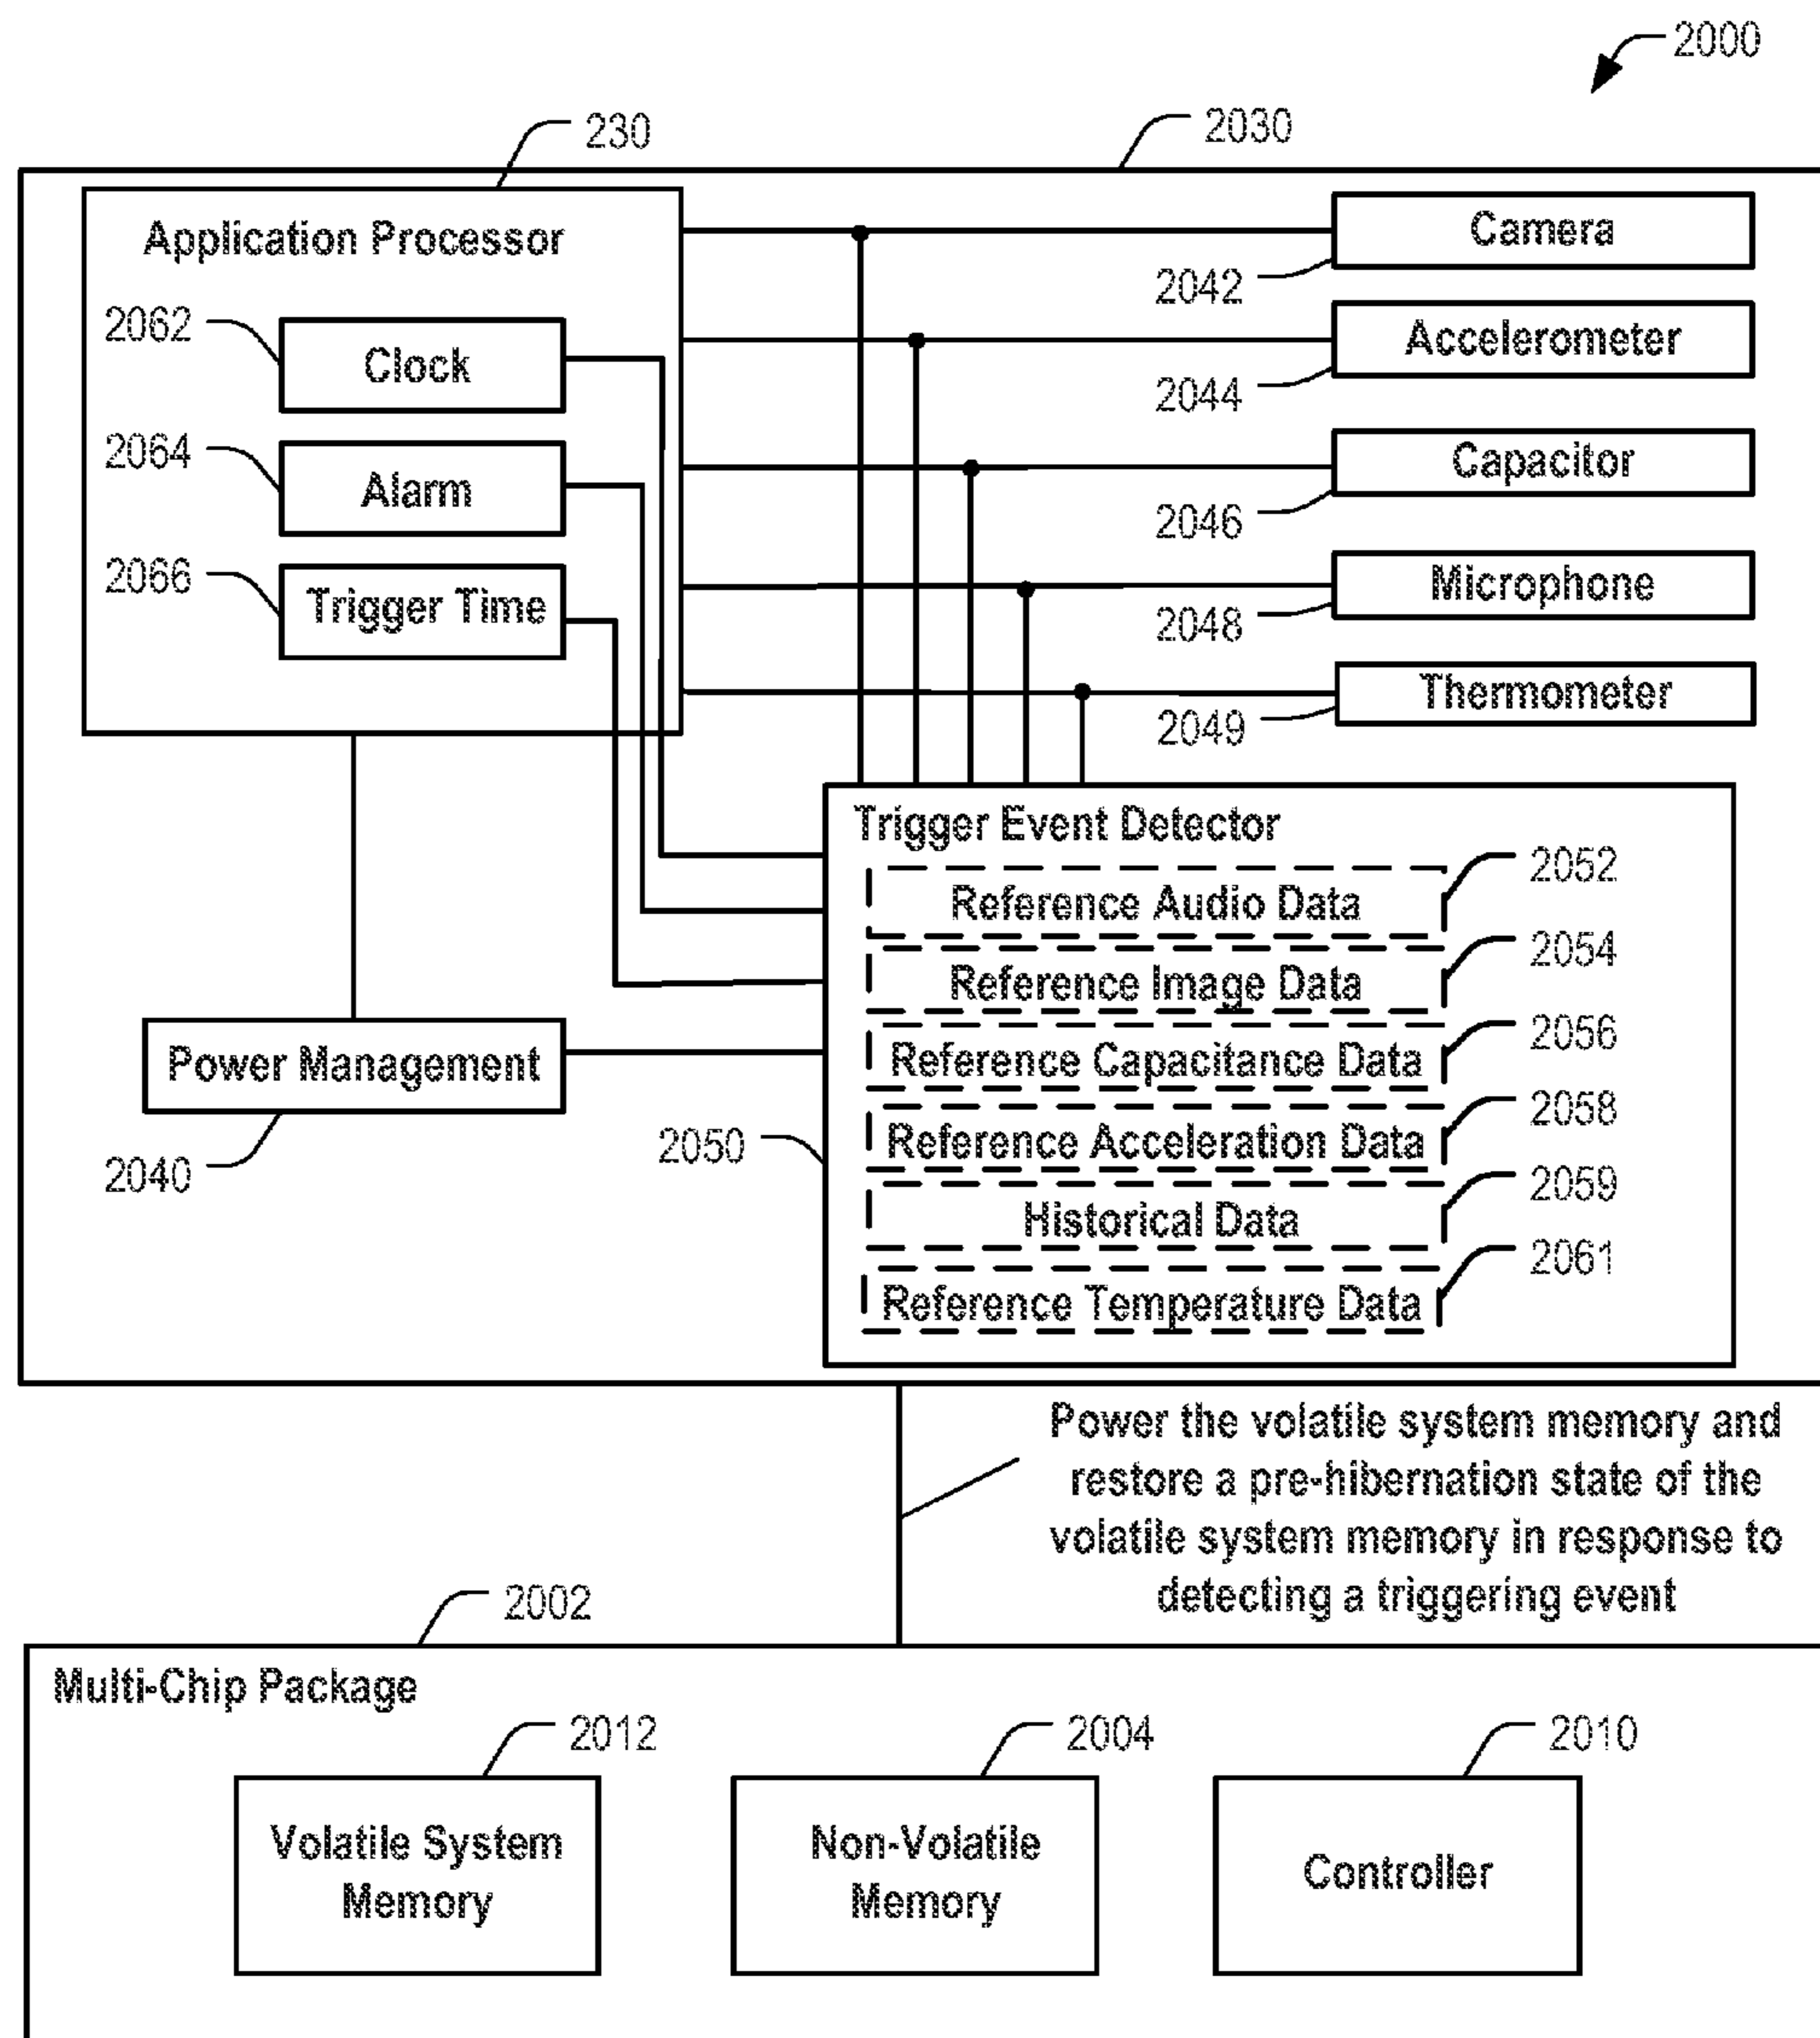 2000
230
2030
Application Processor
Camera
2042
2062
Clock
Accelerometer
2044
2064
Alarm
Capacitor
2046
2066
Trigger Time
Microphone
2048
Thermometer
2049
Trigger Event Detector
2052
Reference Audio Data
2054
Reference Image Data
2056
Reference Capacitance Data
Power Management
2040
2050
2058
Reference Acceleration Data
2059
Historical Data
2061
Reference Temperature Data
Power the volatile system memory and
restore a pre-hibernation state of the
volatile system memory in response to
detecting a triggering event
2002
Multi-Chip Package
2012
2004
2010
Volatile System
Memory
Non-Volatile
Memory
Controller